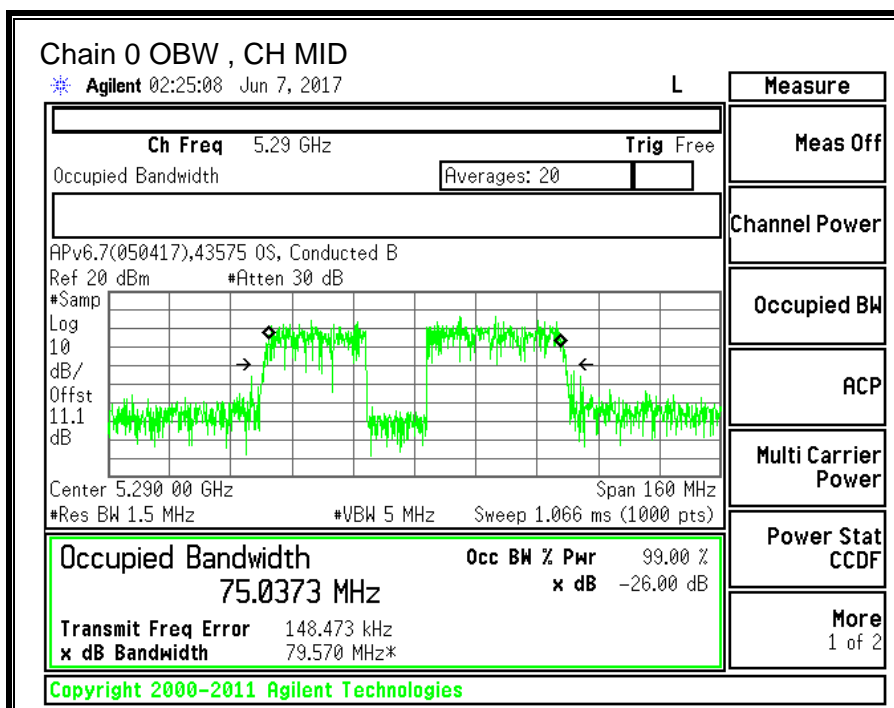 Chain 0 OBW , CH MID
Agilent 02:25:08 Jun 7, 2017 L
Measure
Ch Freq 5.29 GHz Trig Free
Occupied Bandwidth Averages: 20
APv6.7(050417),43575 OS, Conducted B
Ref 20 dBm #Atten 30 dB
#Samp
Log
10
dB/
Offst
11.1
dB
Center 5.290 00 GHz Span 160 MHz
#Res BW 1.5 MHz #VBW 5 MHz Sweep 1.066 ms (1000 pts)
Occupied Bandwidth Occ BW % Pwr 99.00 %
75.0373 MHz x dB -26.00 dB
Transmit Freq Error 148.473 kHz
x dB Bandwidth 79.570 MHz*
Meas Off
Channel Power
Occupied BW
ACP
Multi Carrier
Power
Power Stat
CCDF
More
1 of 2
Copyright 2000-2011 Agilent Technologies